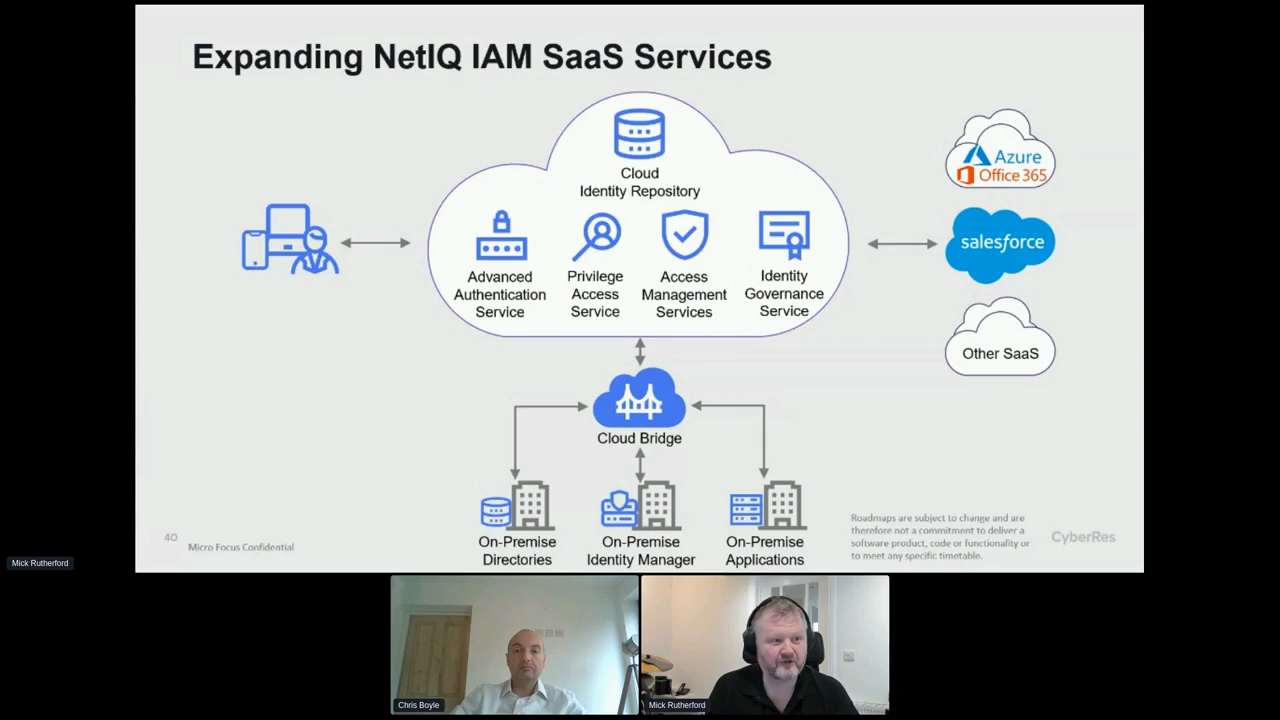 Expanding NetIQ IAM SaaS Services
Cloud
Identity Repository
Advanced
Authentication
Service
Privilege
Access
Service
Access
Management
Services
Identity
Governance
Service
Azure
Office 365
salesforce
Other SaaS
Cloud Bridge
On-Premise
Directories
On-Premise
Identity Manager
On-Premise
Applications
Roadmaps are subject to change and are
therefore not a commitment to deliver a
software product, code or functionality or
to meet any specific timetable.
CyberRes
40
Micro Focus Confidential
Mick Rutherford
Chris Boyle
Mick Rutherford